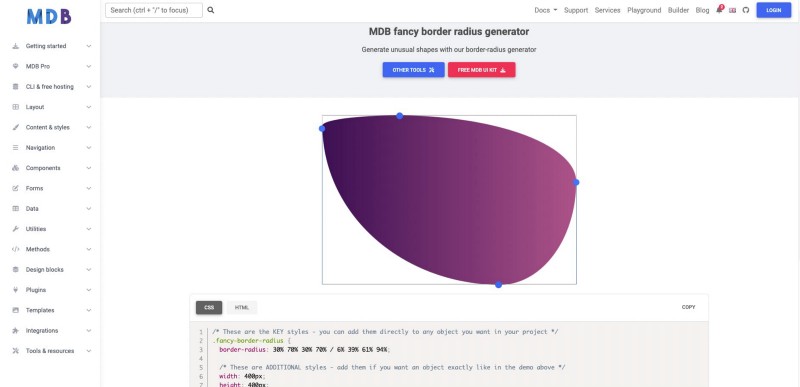 MDB
Search (ctrl + "/" to focus)
Docs Support Services Playground Builder Blog 2 LOGIN
Getting started
MDB Pro
CLI & free hosting
Layout
Content & styles
Navigation
Components
Forms
Data
Utilities
Methods
Design blocks
Plugins
Templates
Integrations
Tools & resources
MDB fancy border radius generator
Generate unusual shapes with our border-radius generator
OTHER TOOLS FREE MDB UI KIT
CSS HTML COPY
1 /* These are the KEY styles - you can add them directly to any object you want in your project */
2 .fancy-border-radius {
3 border-radius: 30% 70% 30% 70% / 6% 39% 61% 94%;
4
5 /* These are ADDITIONAL styles - add them if you want an object exactly like in the demo above */
6 width: 400px;
7 height: 400px;